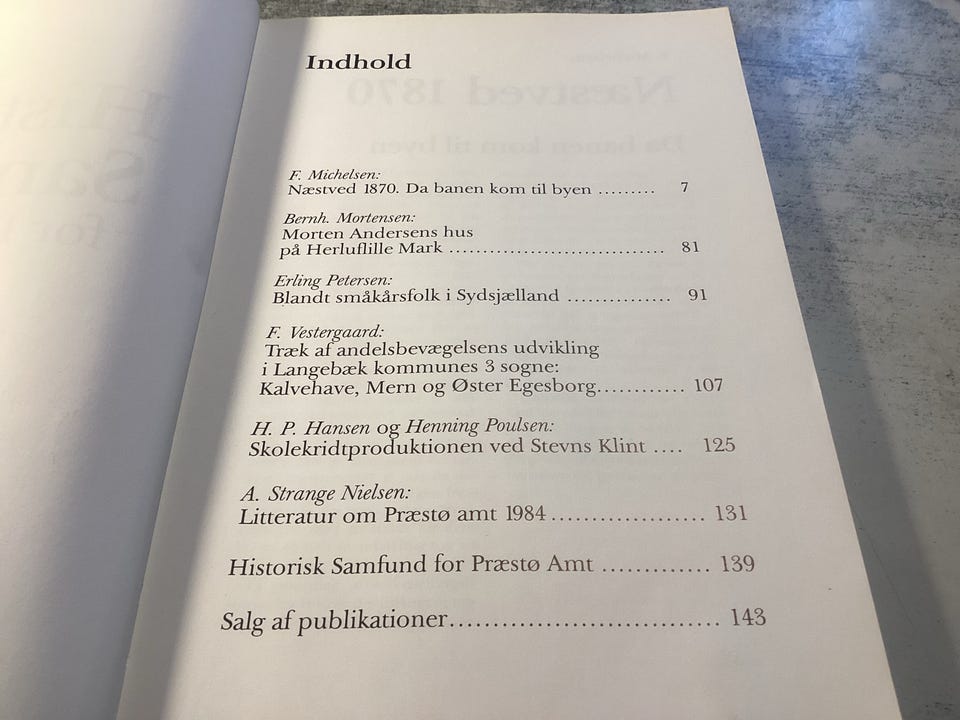 Indhold
F. Michelsen:
Næstved 1870. Da banen kom til byen ......... 7
Bernh. Mortensen:
Morten Andersens hus
på Herluflille Mark ................................ 81
Erling Petersen:
Blandt småkårsfolk i Sydsjælland ............... 91
F. Vestergaard:
Træk af andelsbevægelsens udvikling
i Langebæk kommunes 3 sogne:
Kalvehave, Mern og Øster Egesborg............ 107
H. P. Hansen og Henning Poulsen:
Skolekridtproduktionen ved Stevns Klint .... 125
A. Strange Nielsen:
Litteratur om Præstø amt 1984 ................... 131
Historisk Samfund for Præstø Amt ............ 139
Salg af publikationer............................... 143